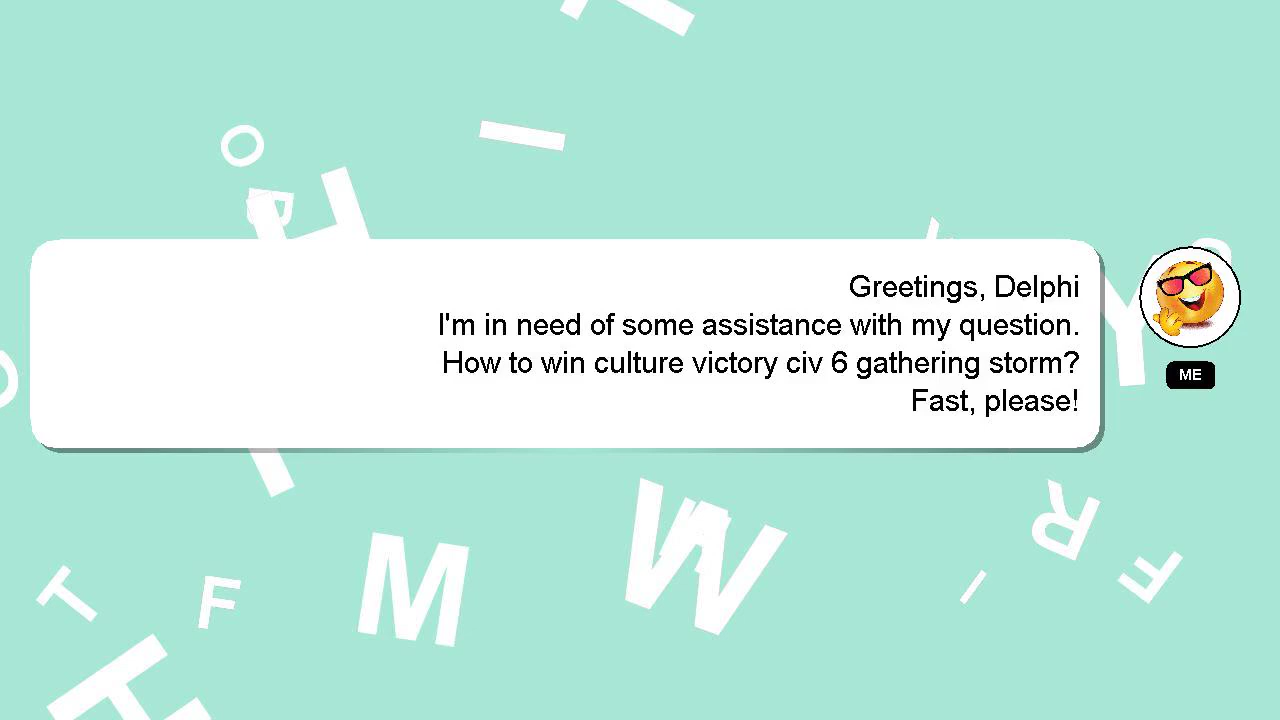 Greetings, Delphi
I'm in need of some assistance with my question.
How to win culture victory civ 6 gathering storm?
Fast, please!
ME
O
I
H
Y
T
F
M
W
R
F
I
H